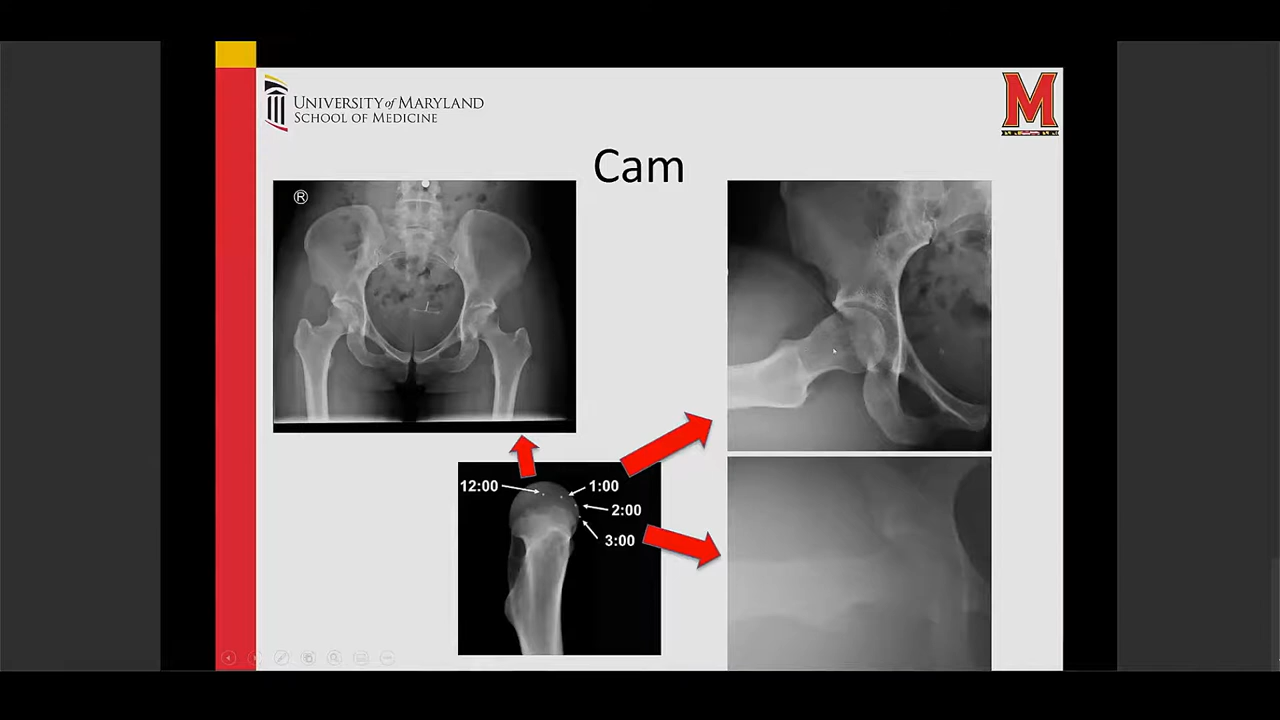 UNIVERSITY of MARYLAND
SCHOOL OF MEDICINE
M
Cam
R
12:00
1:00
2:00
3:00